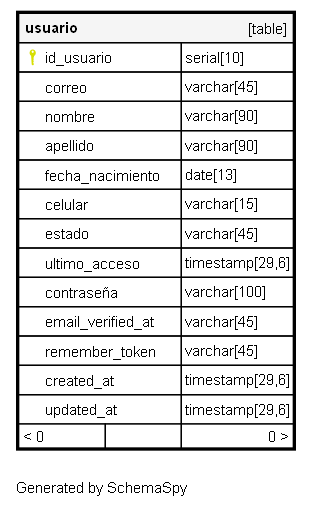 usuario [table]
id_usuario serial[10]
correo varchar[45]
nombre varchar[90]
apellido varchar[90]
fecha_nacimiento date[13]
celular varchar[15]
estado varchar[45]
ultimo_acceso timestamp[29,6]
contraseña varchar[100]
email_verified_at varchar[45]
remember_token varchar[45]
created_at timestamp[29,6]
updated_at timestamp[29,6]
< 0 0 >
Generated by SchemaSpy